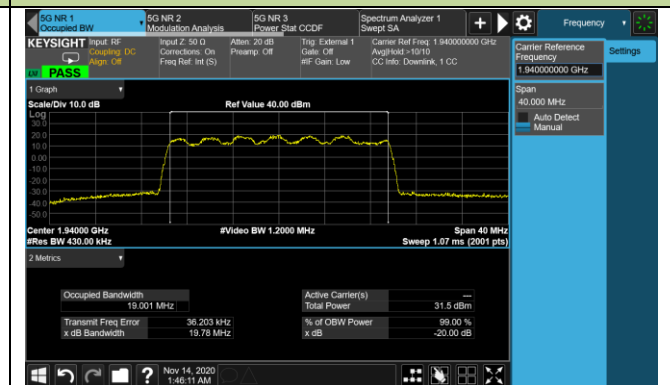 5G NR 1
Occupied BW
5G NR 2
Modulation Analysis
5G NR 3
Power Stat CCDF
Spectrum Analyzer 1
Swept SA
Frequency
KEYSIGHT
Input: RF
Coupling: DC
Align: Off
Input Z: 50 Ω
Corrections: On
Freq Ref: Int (S)
Atten: 20 dB
Preamp: Off
Trig: External 1
Gate: Off
#IF Gain: Low
Carrier Ref Freq: 1.940000000 GHz
Avg|Hold:>10/10
CC Info: Downlink, 1 CC
LW PASS
Carrier Reference Frequency
1.940000000 GHz
Settings
Span
40.000 MHz
Auto Detect
Manual
1 Graph
Scale/Div 10.0 dB
Ref Value 40.00 dBm
Log
30.0
20.0
10.0
0.00
-10.0
-20.0
-30.0
-40.0
-50.0
Center 1.94000 GHz
#Video BW 1.2000 MHz
Span 40 MHz
#Res BW 430.00 kHz
Sweep 1.07 ms (2001 pts)
2 Metrics
Occupied Bandwidth
19.001 MHz
Active Carrier(s)
---
Total Power
31.5 dBm
Transmit Freq Error
36.203 kHz
% of OBW Power
99.00 %
x dB Bandwidth
19.78 MHz
x dB
-20.00 dB
?
Nov 14, 2020
1:46:11 AM